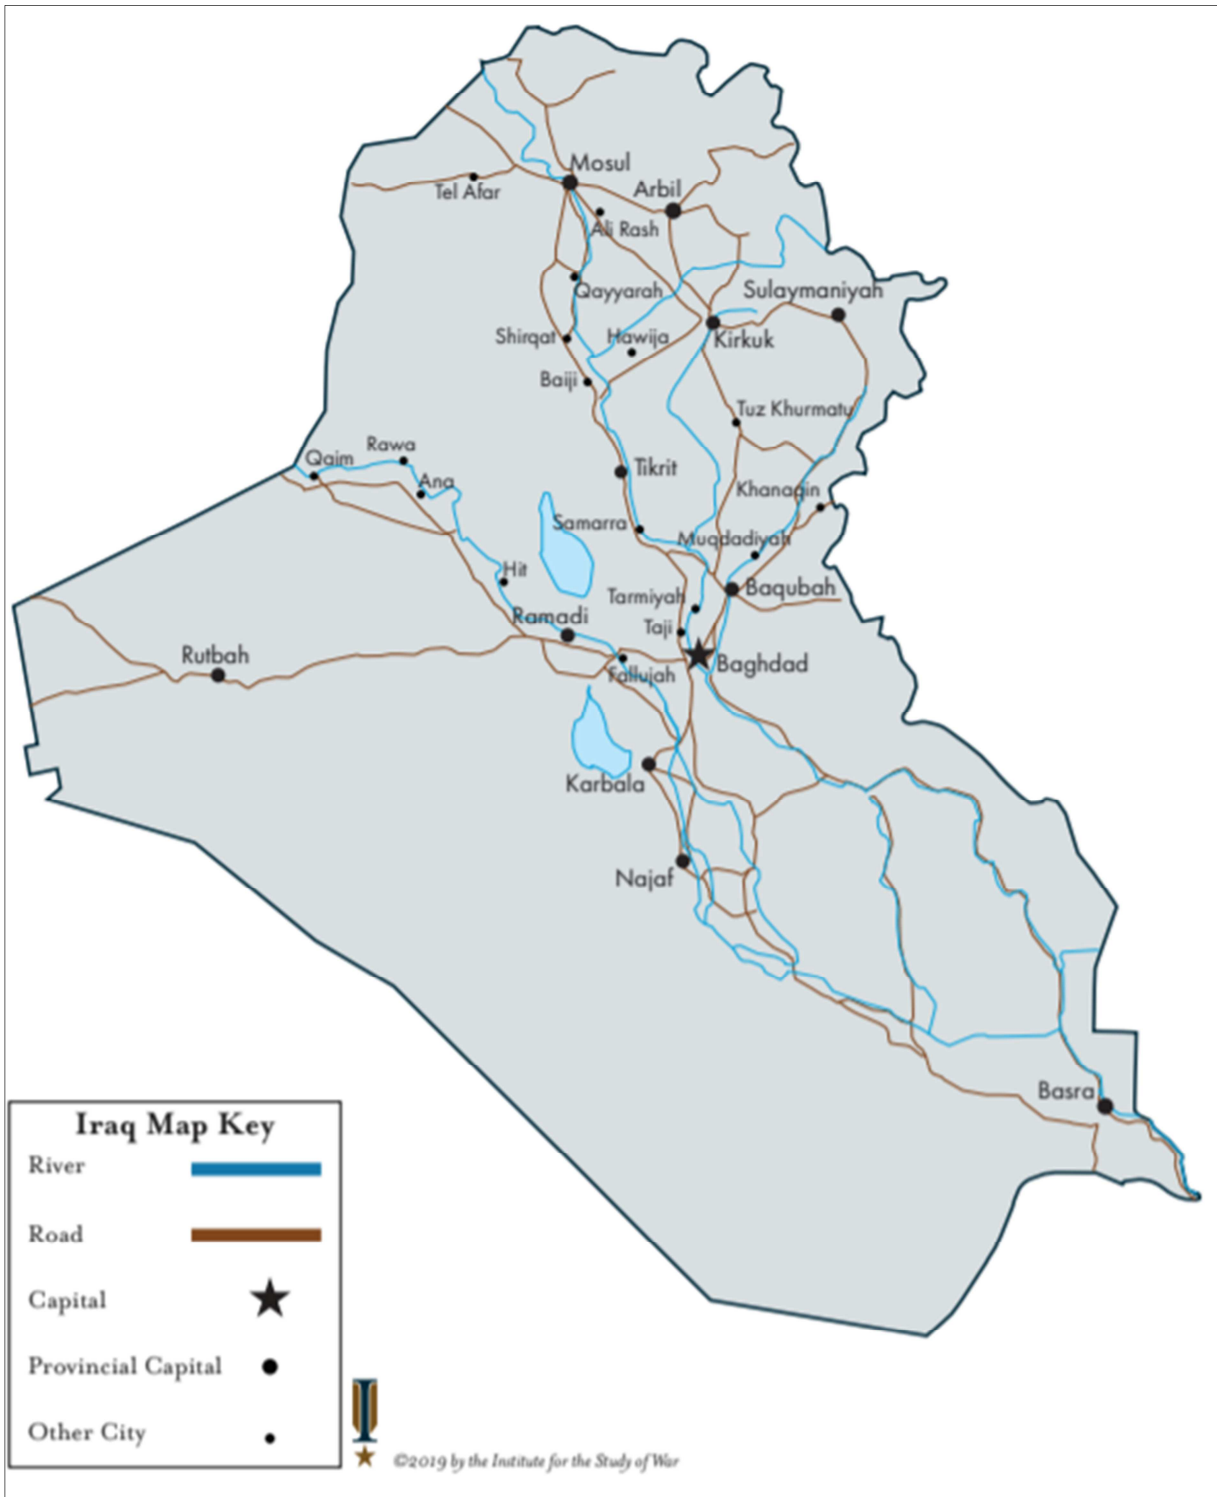 Mosul
Arbil
Tel Afar
Ali Rash
Qayyarah
Sulaymaniyah
Shirqat
Hawija
Kirkuk
Baiji
Tuz Khurmatu
Rawa
Qaim
Ana
Tikrit
Khanaqin
Samarra
Muqdadiyah
Hit
Baqubah
Tarmiyah
Ramadi
Taji
Rutbah
Baghdad
Fallujah
Karbala
Najaf
Basra
Iraq Map Key
River
Road
Capital
Provincial Capital
Other City
©2019 by the Institute for the Study of War